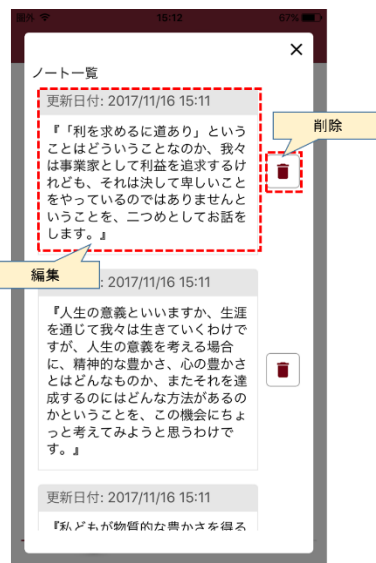 圏外 15:12 67%
×
ノート一覧
更新日付: 2017/11/16 15:11
『「利を求めるに道あり」という
ことはどういうことなのか、我々
は事業家として利益を追求するけ
れども、それは決して卑しいこと
をやっているのではありませんと
いうことを、二つめとしてお話を
します。』
削除
編集
: 2017/11/16 15:11
『人生の意義といいますか、生涯
を通じて我々は生きていくわけで
すが、人生の意義を考える場合
に、精神的な豊かさ、心の豊かさ
とはどんなものか、またそれを達
成するのにはどんな方法があるの
かということを、この機会にちょ
っと考えてみようと思うわけで
す。』
更新日付: 2017/11/16 15:11
『私どもが物質的な豊かさを得る